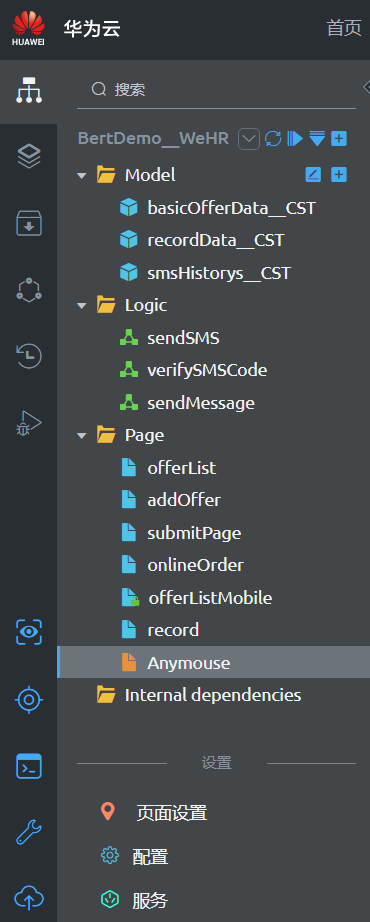 HUAWEI
华为云 首页
搜索
BertDemo__WeHR
Model
basicOfferData__CST
recordData__CST
smsHistorys__CST
Logic
sendSMS
verifySMSCode
sendMessage
Page
offerList
addOffer
submitPage
onlineOrder
offerListMobile
record
Anymouse
Internal dependencies
设置
页面设置
配置
服务